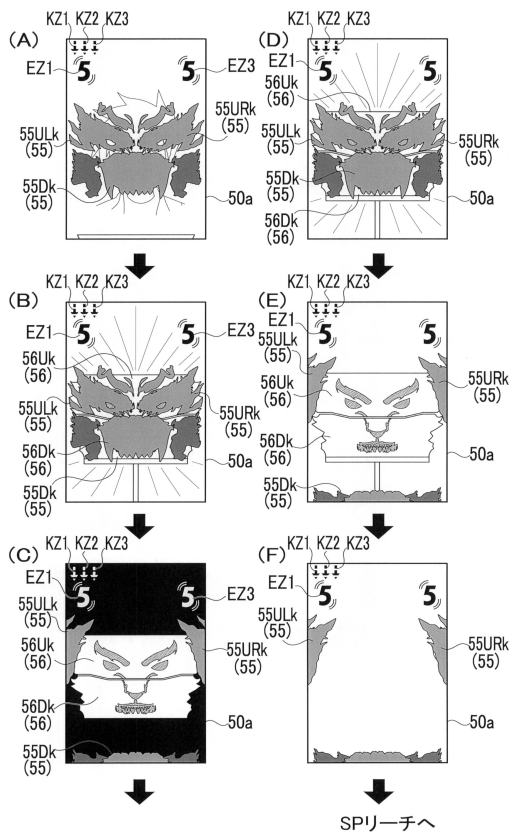 (A)
KZ1 KZ2 KZ3
EZ1 5 5 EZ3
55ULk
(55)
55URk
(55)
55Dk
(55)
50a
(B)
KZ1 KZ2 KZ3
EZ1 5 5 EZ3
56Uk
(56)
55ULk
(55)
55URk
(55)
56Dk
(56)
50a
55Dk
(55)
(C)
KZ1 KZ2 KZ3
EZ1 5 5 EZ3
55ULk
(55)
56Uk
(56)
55URk
(55)
56Dk
(56)
50a
55Dk
(55)
(D)
KZ1 KZ2 KZ3
EZ1 5 5
56Uk
(56)
55ULk
(55)
55URk
(55)
55Dk
(55)
56Dk
(56)
50a
(E)
KZ1 KZ2 KZ3
EZ1 5 5
55ULk
(55)
56Uk
(56)
55URk
(55)
56Dk
(56)
50a
55Dk
(55)
(F)
KZ1 KZ2 KZ3
EZ1 5 5
55ULk
(55)
55URk
(55)
50a
SPリーチへ